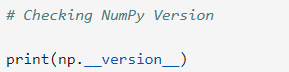 # Checking NumPy Version
print(np.__version__)